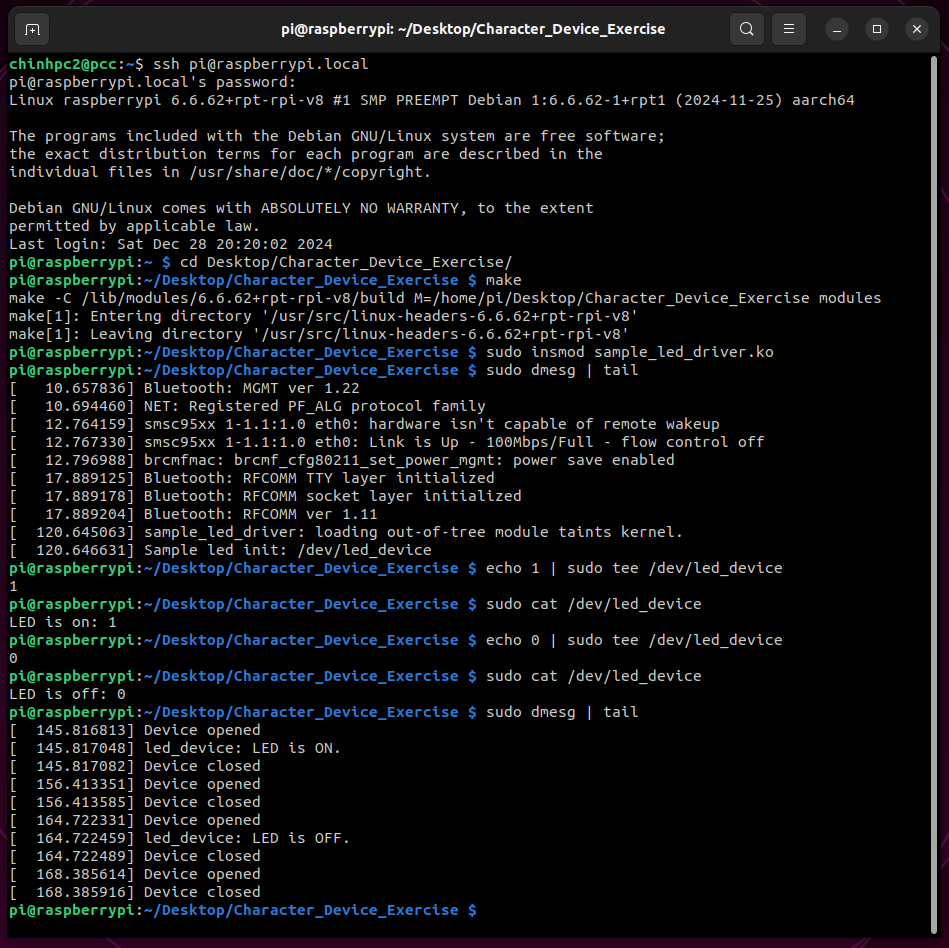 pi@raspberrypi: ~/Desktop/Character_Device_Exercise
chinhpc2@pcc:~$ ssh pi@raspberrypi.local
pi@raspberrypi.local's password:
Linux raspberrypi 6.6.62+rpt-rpi-v8 #1 SMP PREEMPT Debian 1:6.6.62-1+rpt1 (2024-11-25) aarch64

The programs included with the Debian GNU/Linux system are free software;
the exact distribution terms for each program are described in the
individual files in /usr/share/doc/*/copyright.

Debian GNU/Linux comes with ABSOLUTELY NO WARRANTY, to the extent
permitted by applicable law.
Last login: Sat Dec 28 20:20:02 2024
pi@raspberrypi:~ $ cd Desktop/Character_Device_Exercise/
pi@raspberrypi:~/Desktop/Character_Device_Exercise $ make
make -C /lib/modules/6.6.62+rpt-rpi-v8/build M=/home/pi/Desktop/Character_Device_Exercise modules
make[1]: Entering directory '/usr/src/linux-headers-6.6.62+rpt-rpi-v8'
make[1]: Leaving directory '/usr/src/linux-headers-6.6.62+rpt-rpi-v8'
pi@raspberrypi:~/Desktop/Character_Device_Exercise $ sudo insmod sample_led_driver.ko
pi@raspberrypi:~/Desktop/Character_Device_Exercise $ sudo dmesg | tail
[   10.657836] Bluetooth: MGMT ver 1.22
[   10.694460] NET: Registered PF_ALG protocol family
[   12.764159] smsc95xx 1-1.1:1.0 eth0: hardware isn't capable of remote wakeup
[   12.767330] smsc95xx 1-1.1:1.0 eth0: Link is Up - 100Mbps/Full - flow control off
[   12.796988] brcmfmac: brcmf_cfg80211_set_power_mgmt: power save enabled
[   17.889125] Bluetooth: RFCOMM TTY layer initialized
[   17.889178] Bluetooth: RFCOMM socket layer initialized
[   17.889204] Bluetooth: RFCOMM ver 1.11
[  120.645063] sample_led_driver: loading out-of-tree module taints kernel.
[  120.646631] Sample led init: /dev/led_device
pi@raspberrypi:~/Desktop/Character_Device_Exercise $ echo 1 | sudo tee /dev/led_device
1
pi@raspberrypi:~/Desktop/Character_Device_Exercise $ sudo cat /dev/led_device
LED is on: 1
pi@raspberrypi:~/Desktop/Character_Device_Exercise $ echo 0 | sudo tee /dev/led_device
0
pi@raspberrypi:~/Desktop/Character_Device_Exercise $ sudo cat /dev/led_device
LED is off: 0
pi@raspberrypi:~/Desktop/Character_Device_Exercise $ sudo dmesg | tail
[  145.816813] Device opened
[  145.817048] led_device: LED is ON.
[  145.817082] Device closed
[  156.413351] Device opened
[  156.413585] Device closed
[  164.722331] Device opened
[  164.722459] led_device: LED is OFF.
[  164.722489] Device closed
[  168.385614] Device opened
[  168.385916] Device closed
pi@raspberrypi:~/Desktop/Character_Device_Exercise $